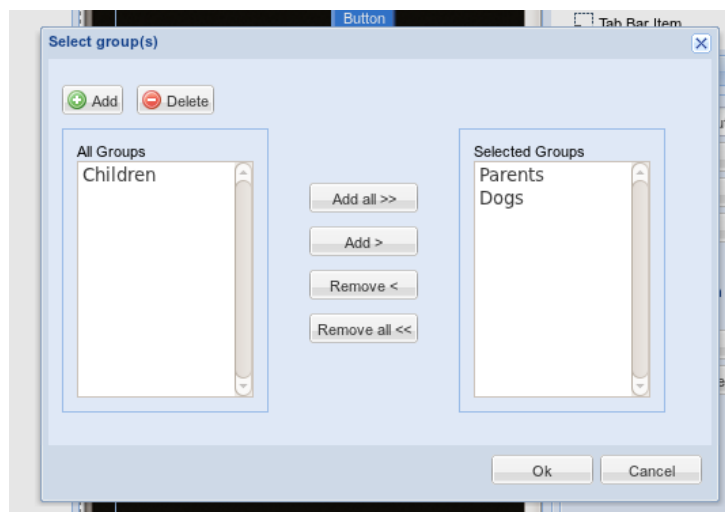 Button
Tab Bar Item
Select group(s)
Add
Delete
All Groups
Children
Add all >>
Add >
Remove <
Remove all <<
Selected Groups
Parents
Dogs
Ok
Cancel